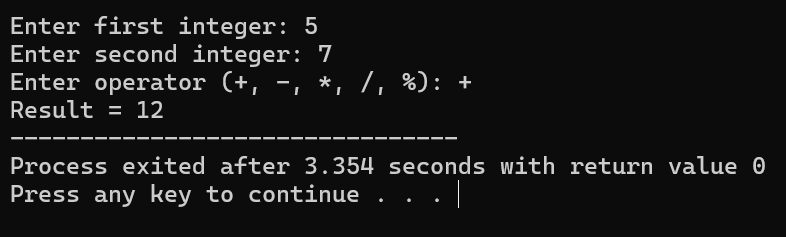 Enter first integer: 5
Enter second integer: 7
Enter operator (+, -, *, /, %): +
Result = 12
--------------------------------
Process exited after 3.354 seconds with return value 0
Press any key to continue . . .